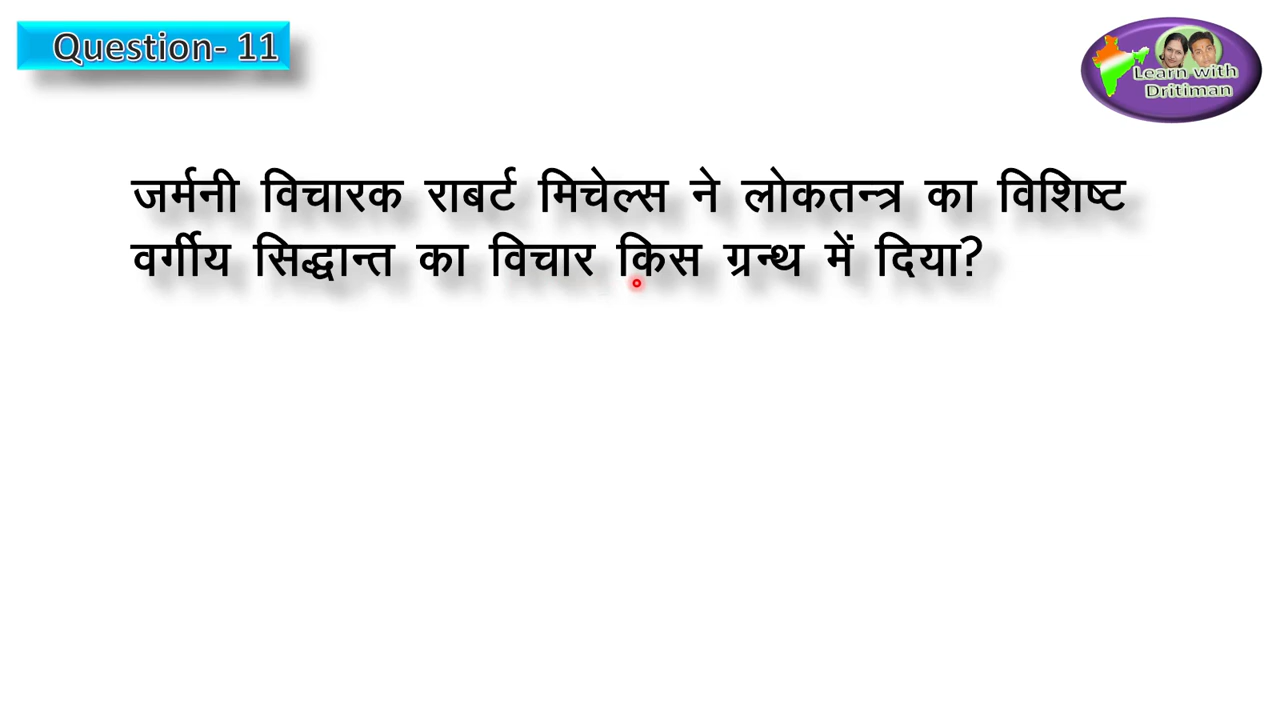 Question- 11
Learn with
Dritiman
जर्मनी विचारक राबर्ट मिचेल्स ने लोकतन्त्र का विशिष्ट
वर्गीय सिद्धान्त का विचार किस ग्रन्थ में दिया?